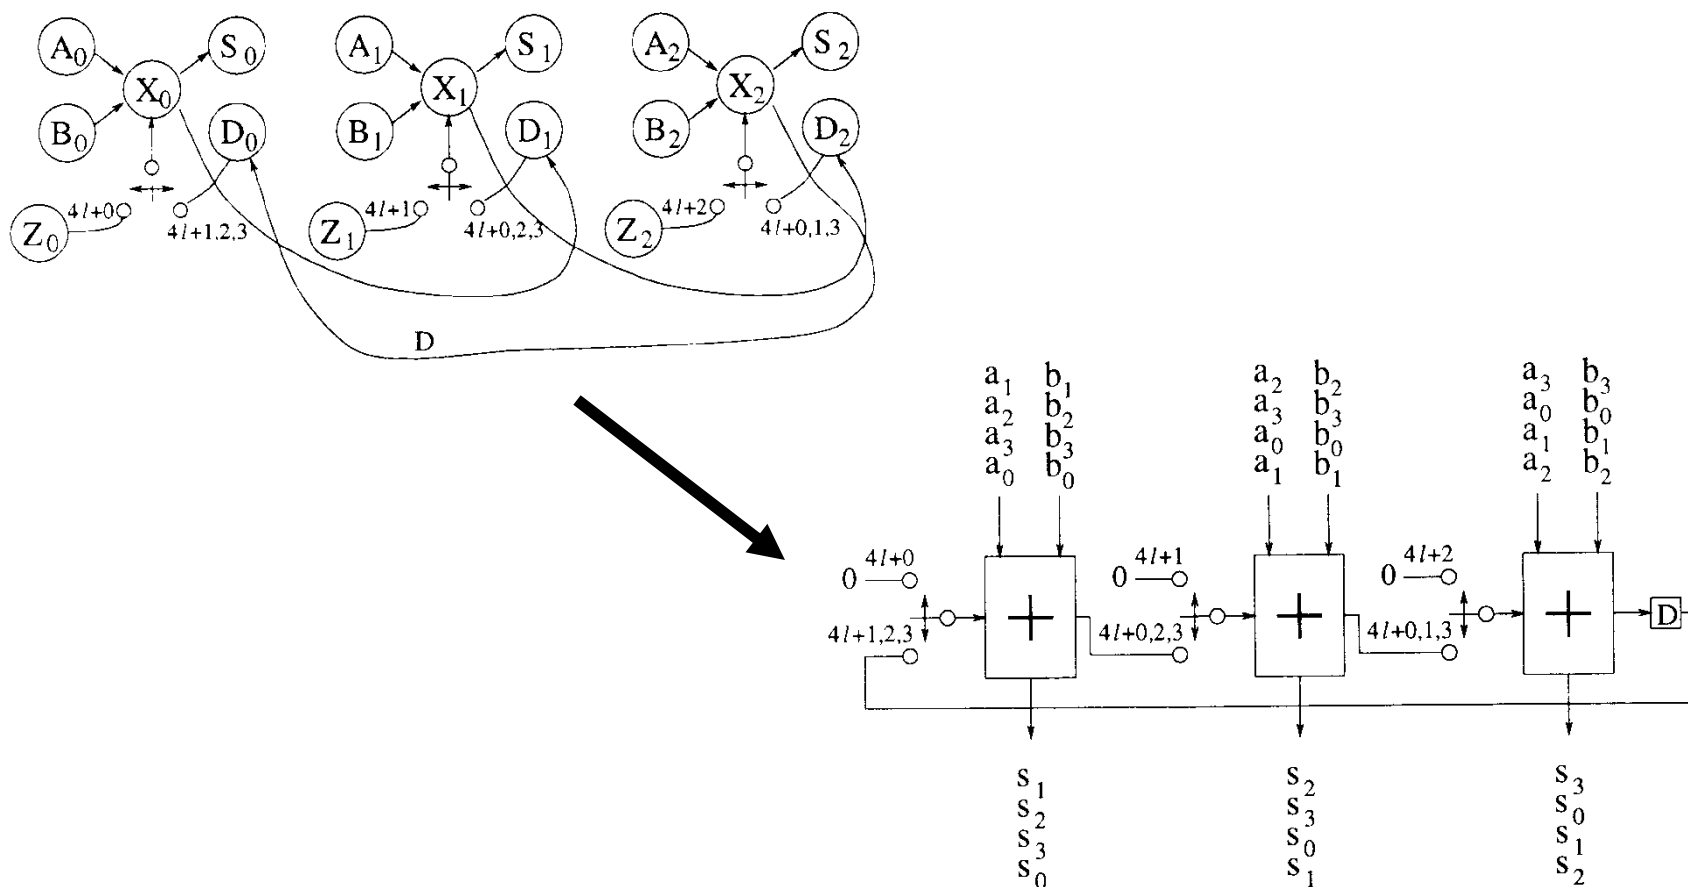 A₀ S₀ A₁ S₁ A₂ S₂
X₀ X₁ X₂
B₀ D₀ B₁ D₁ B₂ D₂
4l+0 4l+1 4l+2
Z₀ 4l+1,2,3 Z₁ 4l+0,2,3 Z₂ 4l+0,1,3
D
a₁ b₁ a₂ b₂ a₃ b₃
a₂ b₂ a₃ b₃ a₀ b₀
a₃ b₃ a₀ b₀ a₁ b₁
a₀ b₀ a₁ b₁ a₂ b₂
0 4l+0 0 4l+1 0 4l+2
+ + + D
4l+1,2,3 4l+0,2,3 4l+0,1,3
s₁ s₂ s₃
s₂ s₃ s₀
s₃ s₀ s₁
s₀ s₁ s₂